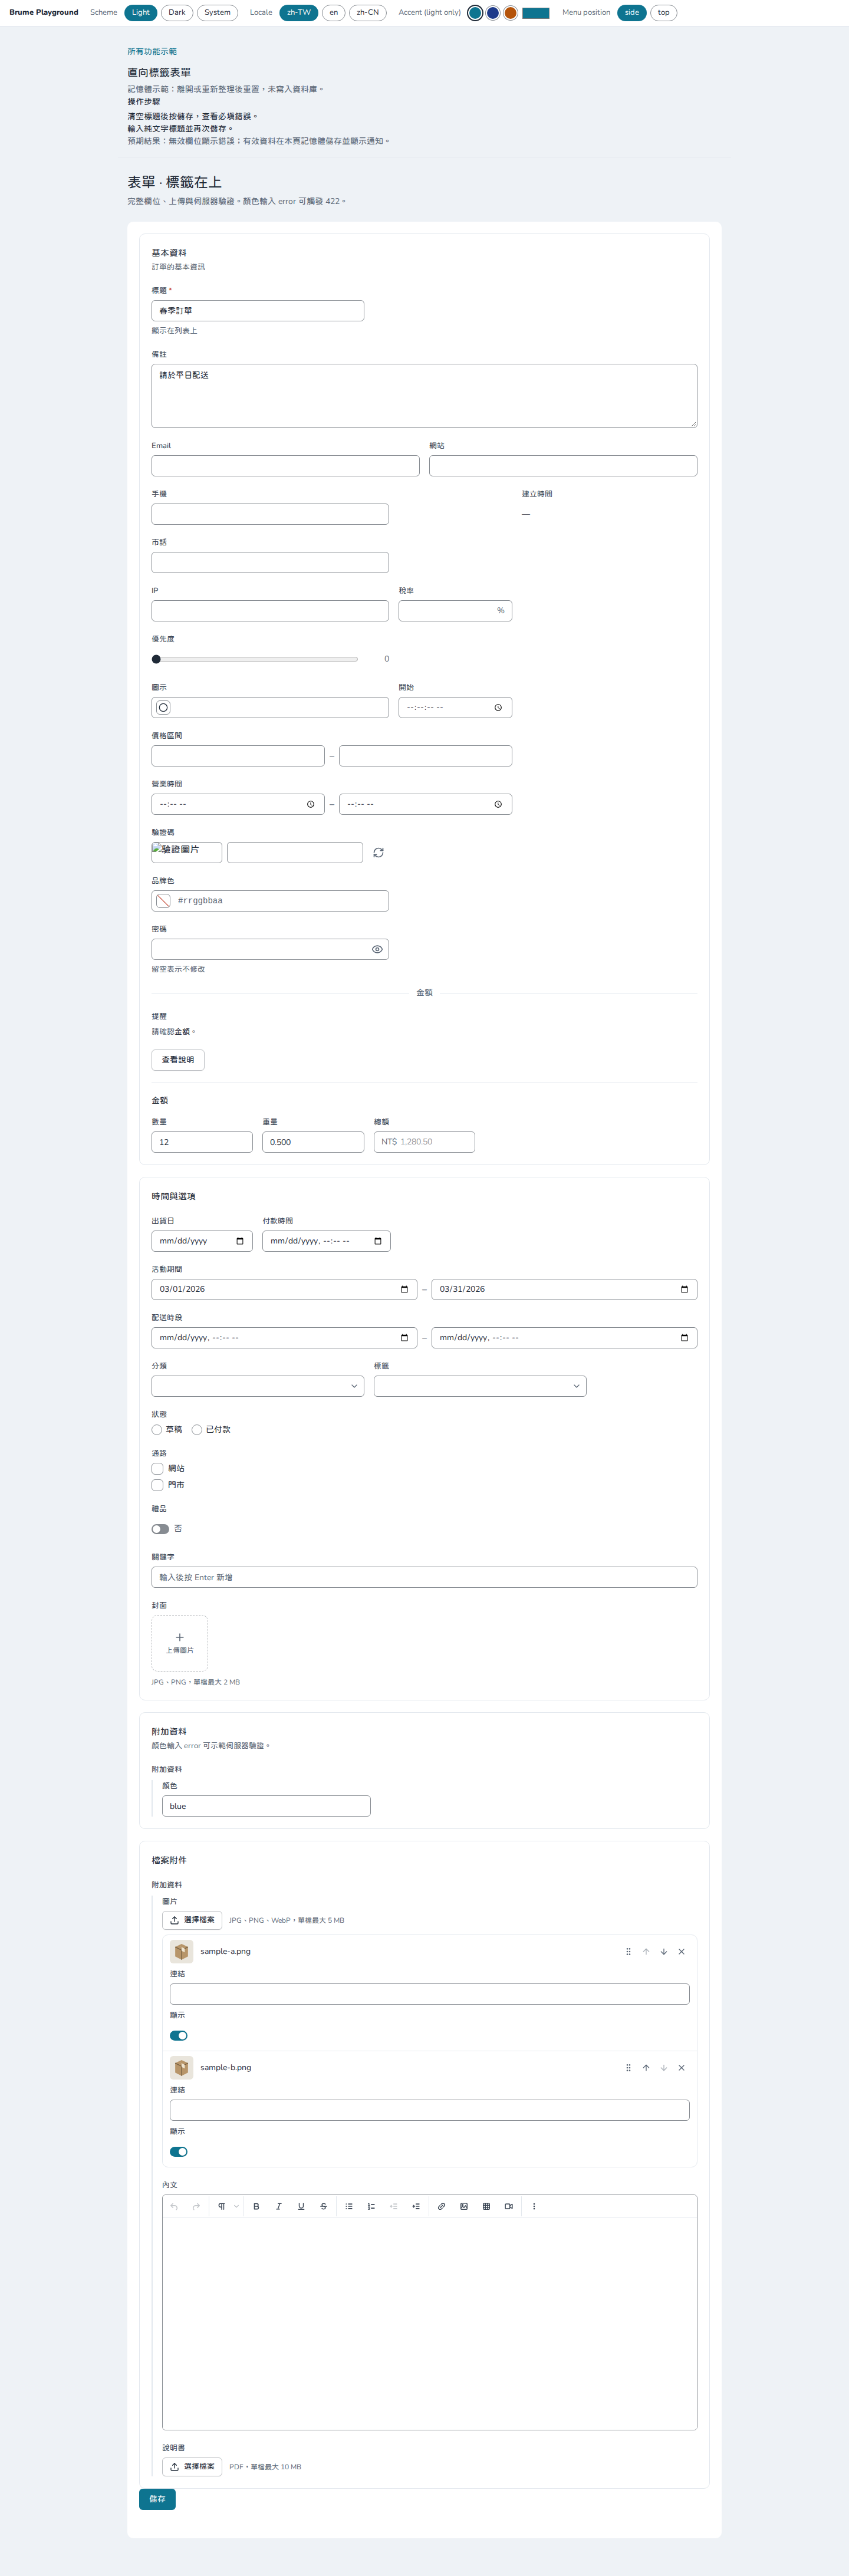 Brume Playground Scheme Light Dark System Locale zh-TW en zh-CN Accent (light only) Menu position side top
所有功能示範
直向標籤表單
記憶體示範：離開或重新整理後重置，未寫入資料庫。
操作步驟
清空標題後按儲存，查看必填錯誤。
輸入純文字標題並再次儲存。
預期結果：無效欄位顯示錯誤；有效資料在本頁記憶體儲存並顯示通知。
表單 · 標籤在上
完整欄位、上傳與伺服器驗證。顏色輸入 error 可觸發 422。
基本資料
訂單的基本資訊
標題 *
春季訂單
顯示在列表上
備註
請於平日配送
Email 網站
手機 建立時間
—
市話
IP 稅率
%
優先度
0
圖示 開始
--:--:-- --
價格區間
–
營業時間
--:-- -- – --:-- --
驗證碼
驗證圖片
品牌色
#rrggbbaa
密碼
留空表示不修改
金額
提醒
請確認金額。
查看說明
金額
數量 重量 總額
12 0.500 NT$ 1,280.50
時間與選項
出貨日 付款時間
mm/dd/yyyy mm/dd/yyyy, --:-- --
活動期間
03/01/2026 – 03/31/2026
配送時段
mm/dd/yyyy, --:-- -- – mm/dd/yyyy, --:-- --
分類 標籤
狀態
草稿 已付款
通路
網站
門市
禮品
否
關鍵字
輸入後按 Enter 新增
封面
上傳圖片
JPG、PNG，單檔最大 2 MB
附加資料
顏色輸入 error 可示範伺服器驗證。
附加資料
顏色
blue
檔案附件
附加資料
圖片
選擇檔案 JPG、PNG、WebP，單檔最大 5 MB
sample-a.png
連結
顯示
sample-b.png
連結
顯示
內文
說明書
選擇檔案 PDF，單檔最大 10 MB
儲存